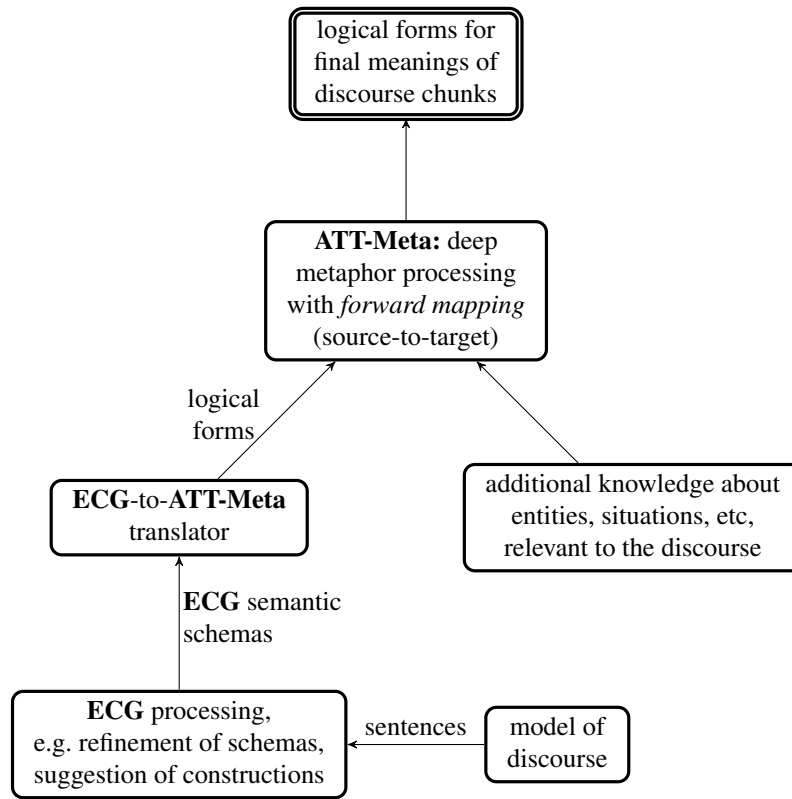 logical forms for
final meanings of
discourse chunks
ATT-Meta: deep
metaphor processing
with forward mapping
(source-to-target)
logical
forms
ECG-to-ATT-Meta
translator
additional knowledge about
entities, situations, etc,
relevant to the discourse
ECG semantic
schemas
ECG processing,
e.g. refinement of schemas,
suggestion of constructions
sentences
model of
discourse